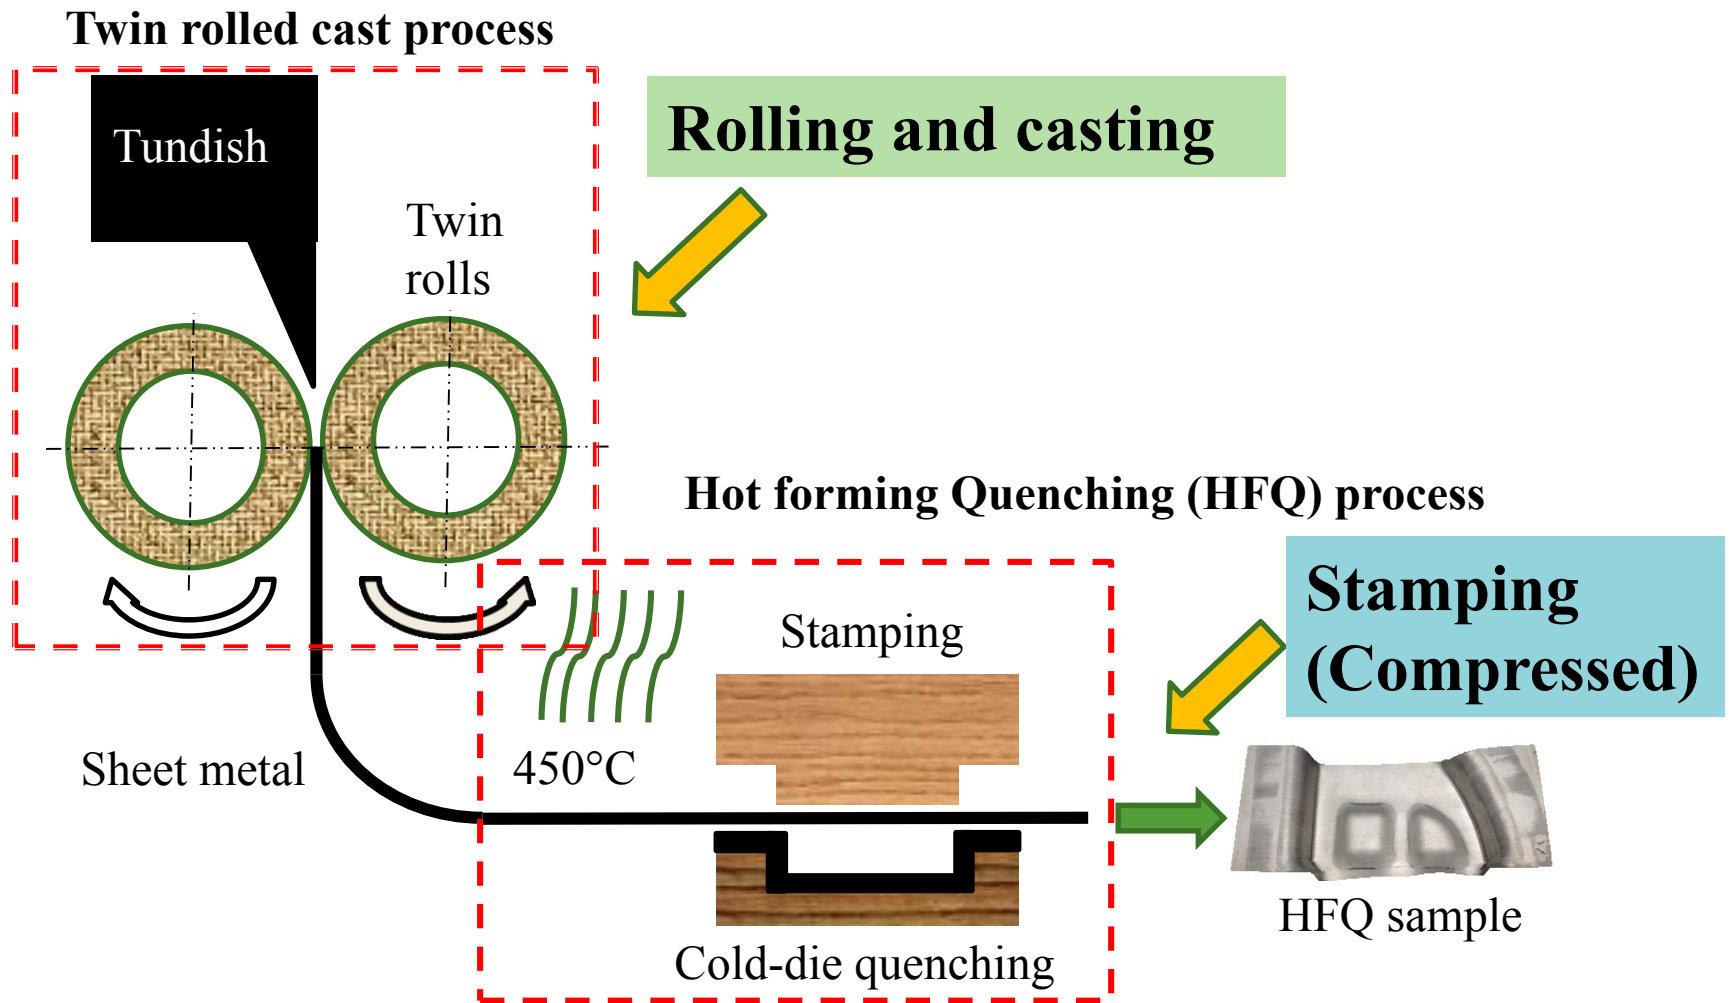 Twin rolled cast process
Tundish
Rolling and casting
Twin
rolls
Hot forming Quenching (HFQ) process
Stamping
(Compressed)
Stamping
Sheet metal
450°C
HFQ sample
Cold-die quenching